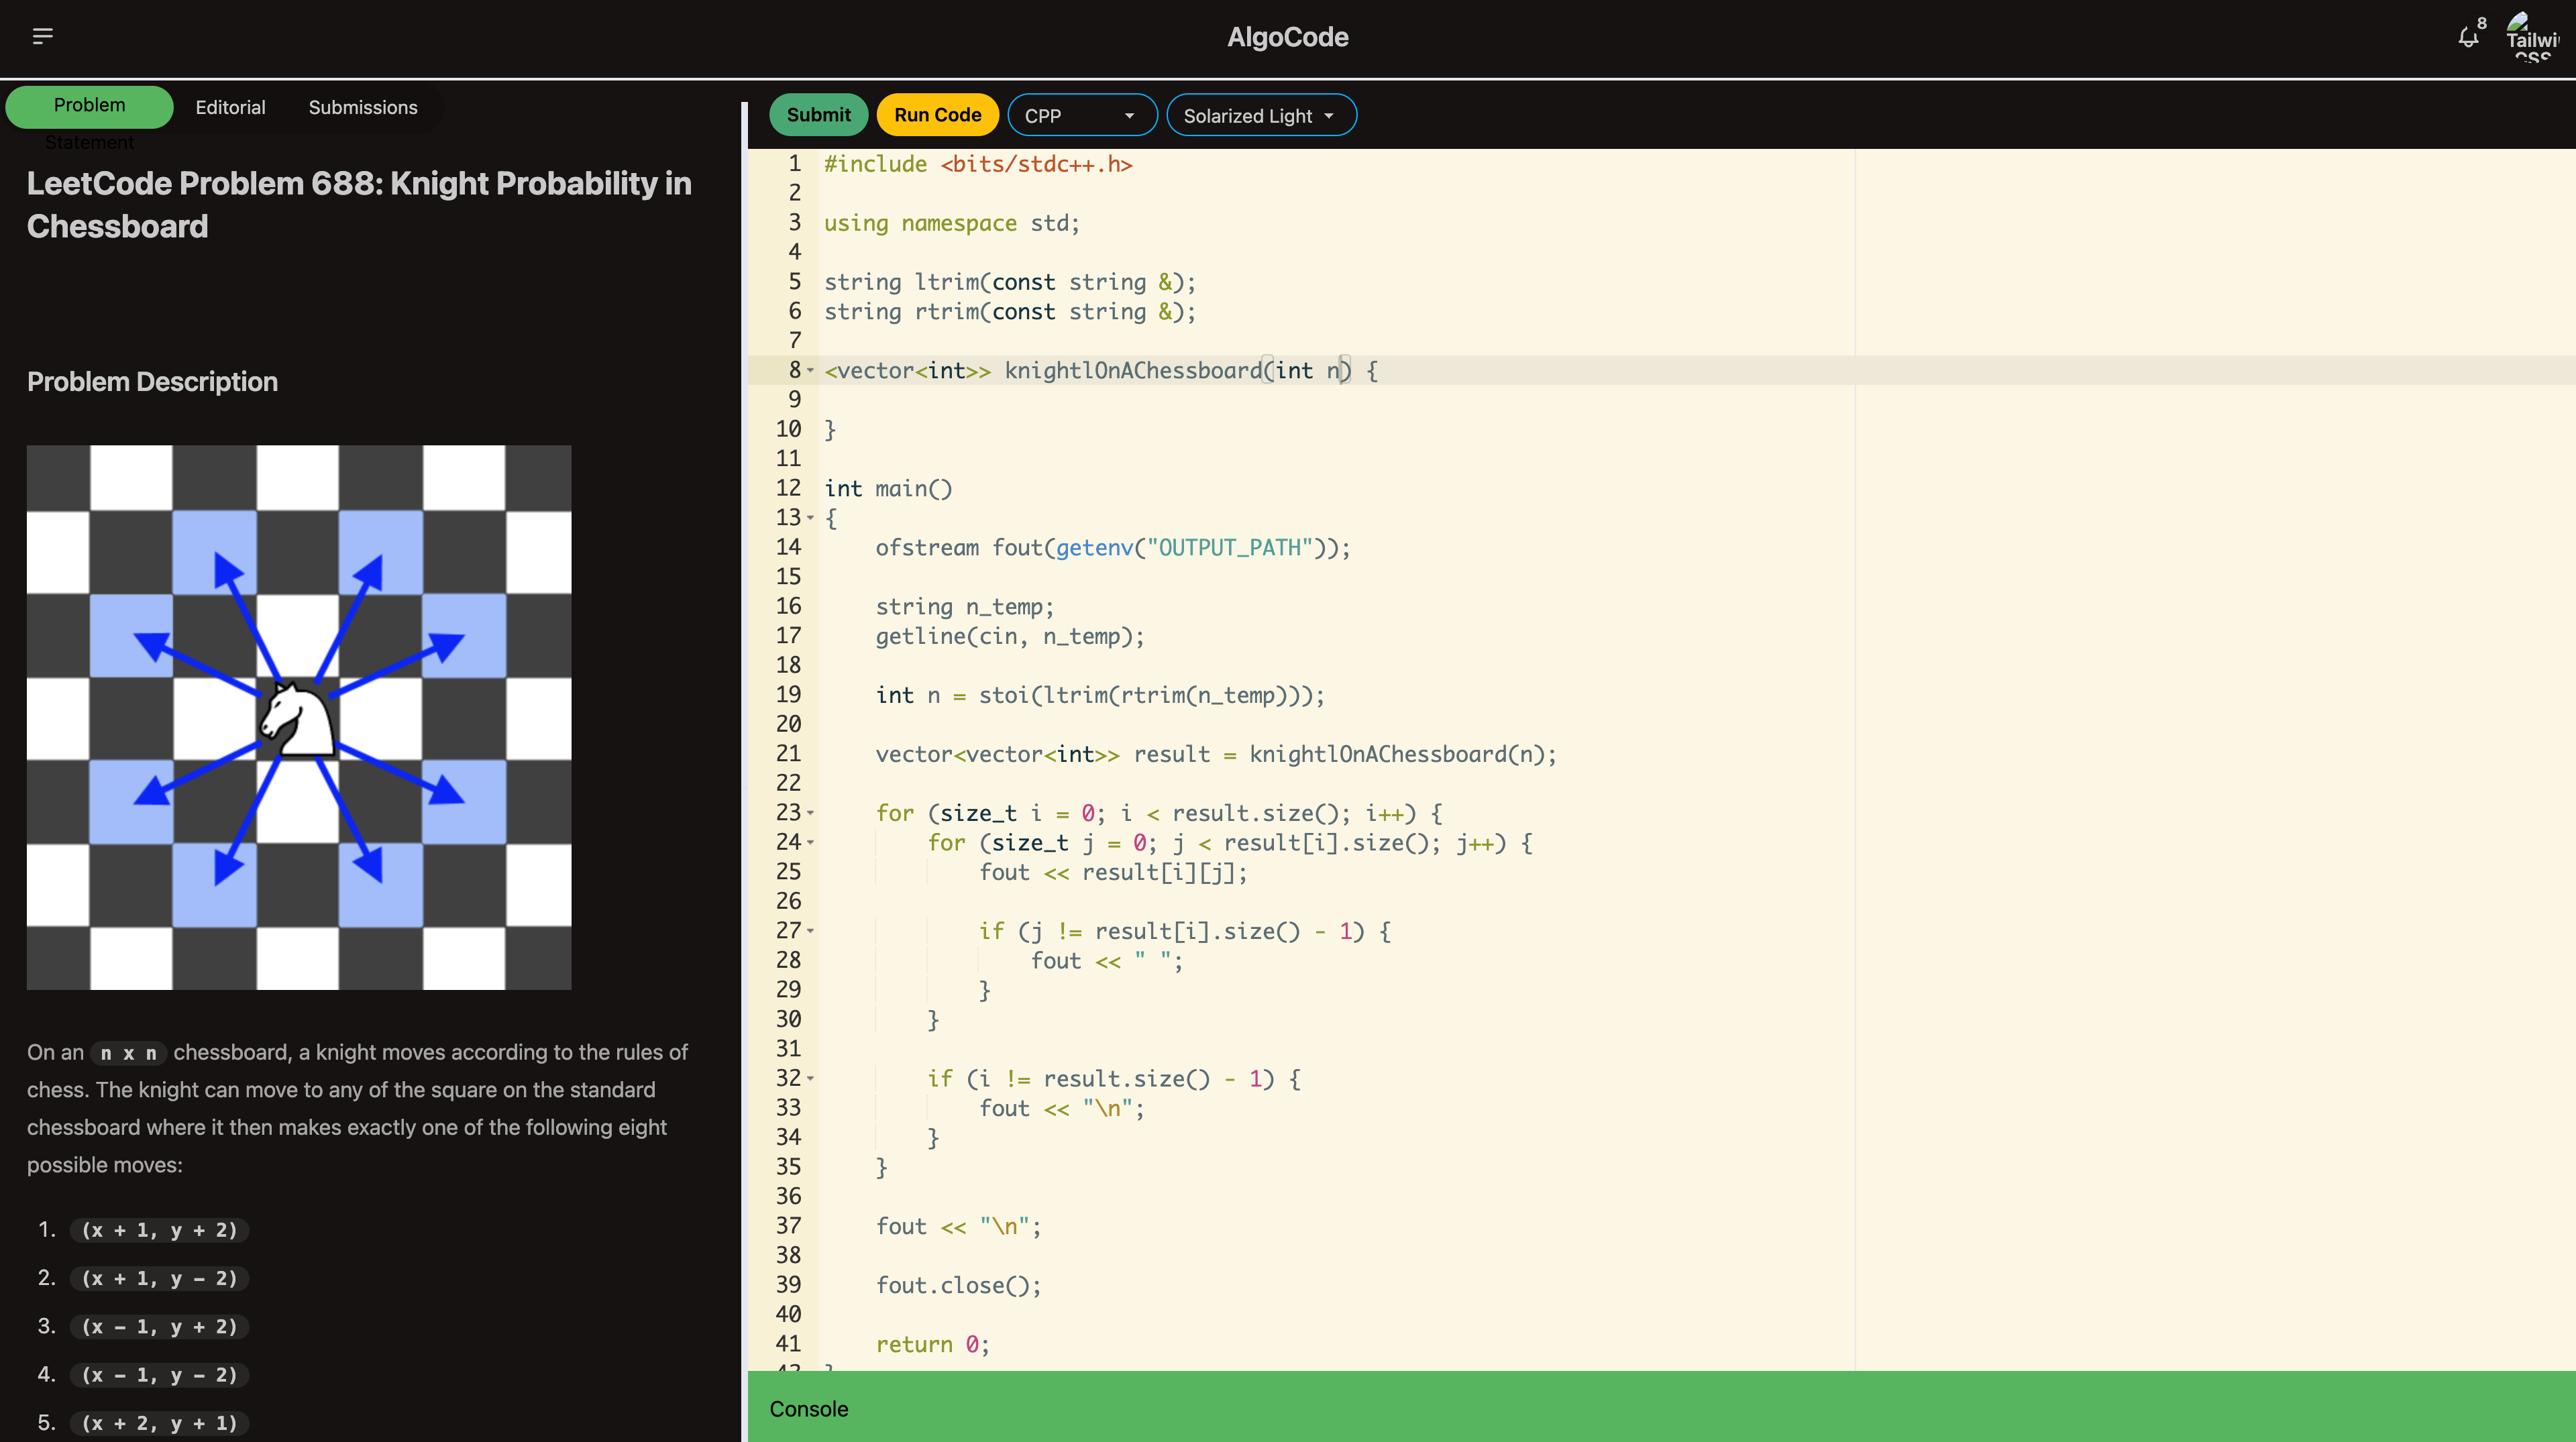 AlgoCode
8
Tailwi
CSS
Problem
Statement
Editorial
Submissions
LeetCode Problem 688: Knight Probability in
Chessboard
Problem Description
On an n x n chessboard, a knight moves according to the rules of
chess. The knight can move to any of the square on the standard
chessboard where it then makes exactly one of the following eight
possible moves:
1. (x + 1, y + 2)
2. (x + 1, y – 2)
3. (x – 1, y + 2)
4. (x – 1, y – 2)
5. (x + 2, y + 1)
Submit
Run Code
CPP
Solarized Light
1 #include <bits/stdc++.h>
2
3 using namespace std;
4
5 string ltrim(const string &);
6 string rtrim(const string &);
7
8 <vector<int>> knightlOnAChessboard(int n) {
9
10 }
11
12 int main()
13 {
14     ofstream fout(getenv("OUTPUT_PATH"));
15
16     string n_temp;
17     getline(cin, n_temp);
18
19     int n = stoi(ltrim(rtrim(n_temp)));
20
21     vector<vector<int>> result = knightlOnAChessboard(n);
22
23     for (size_t i = 0; i < result.size(); i++) {
24         for (size_t j = 0; j < result[i].size(); j++) {
25             fout << result[i][j];
26
27             if (j != result[i].size() - 1) {
28                 fout << " ";
29             }
30         }
31
32         if (i != result.size() - 1) {
33             fout << "\n";
34         }
35     }
36
37     fout << "\n";
38
39     fout.close();
40
41     return 0;
Console